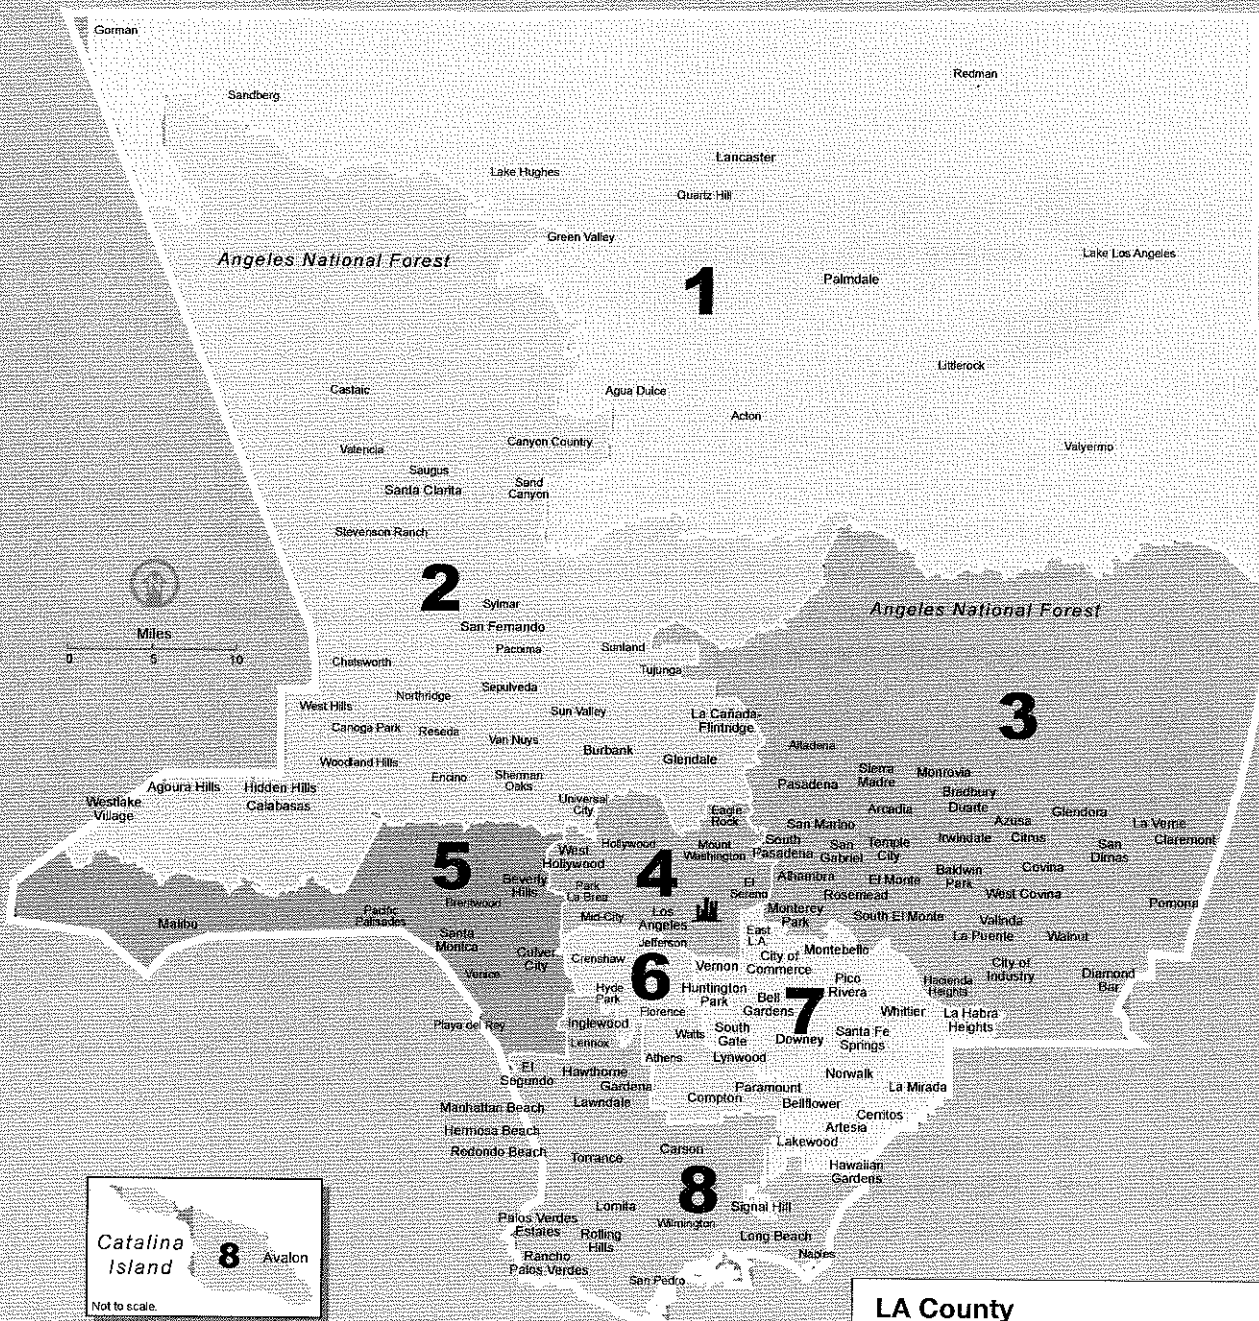 Gorman
Redman
Sandberg
Lancaster
Lake Hughes
Quartz Hill
Green Valley
Lake Los Angeles
Angeles National Forest
1
Palmdale
Littlerock
Castaic
Agua Dulce
Acton
Canyon Country
Valencia
Valyermo
Saugus
Santa Clarita
Sand
Canyon
Stevenson Ranch
2
Sylmar
San Fernando
Angeles National Forest
Miles
0 5 10
Pacoima
Sunland
Chatsworth
Tujunga
Northridge
Sepulveda
West Hills
Sun Valley
La Cañada-
Flintridge
3
Canoga Park
Reseda
Van Nuys
Burbank
Glendale
Altadena
Woodland Hills
Encino
Sherman
Oaks
Pasadena
Sierra
Madre
Monrovia
Agoura Hills
Hidden Hills
Calabasas
Westlake
Village
Universal
City
Eagle
Rock
Bradbury
Duarte
Arcadia
Azusa
Glendora
La Verne
Claremont
San Marino
Hollywood
Mount
Washington
South
Pasadena
San
Gabriel
Temple
City
Irwindale
Citrus
San
Dimas
5
West
Hollywood
4
Beverly
Hills
Park
La Brea
El
Sereno
Alhambra
El Monte
Baldwin
Park
Covina
Brentwood
Rosemead
West Covina
Pomona
Malibu
Pacific
Palisades
Mid-City
Los
Angeles
Monterey
Park
South El Monte
Valinda
La Puente
Walnut
Santa
Monica
East
L.A.
Jefferson
Montebello
Culver
City
Crenshaw
6
Vernon
City of
Commerce
Venice
City of
Industry
Diamond
Bar
Hyde
Park
Huntington
Park
Bell
Gardens
7
Pico
Rivera
Hacienda
Heights
Florence
Whittier
La Habra
Heights
Playa del Rey
Inglewood
Watts
South
Gate
Downey
Santa Fe
Springs
Lennox
Athens
Lynwood
El
Segundo
Hawthorne
Norwalk
Gardena
Paramount
La Mirada
Lawndale
Compton
Bellflower
Manhattan Beach
Cerritos
Artesia
Hermosa Beach
Lakewood
Redondo Beach
Torrance
Carson
Hawaiian
Gardens
8
Lomita
Signal Hill
Palos Verdes
Estates
Rolling
Hills
Wilmington
Long Beach
Rancho
Palos Verdes
Naples
San Pedro
Catalina
Island
8
Avalon
Not to scale.
LA County